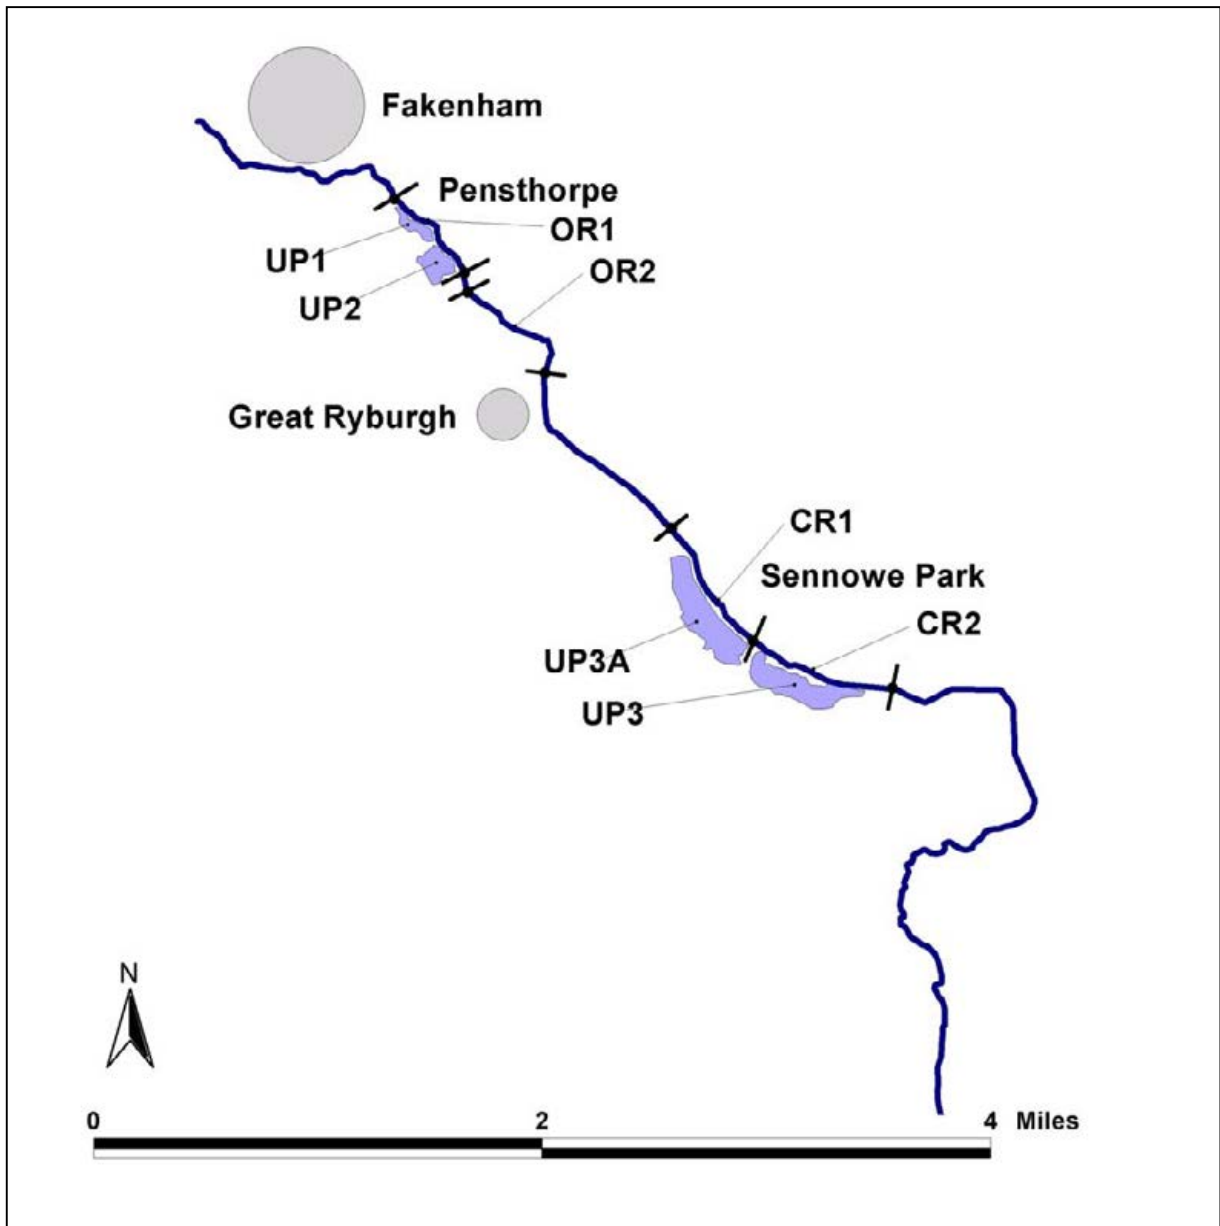 Fakenham
Pensthorpe
OR1
UP1
OR2
UP2
Great Ryburgh
CR1
Sennowe Park
CR2
UP3A
UP3
N
0 2 4 Miles